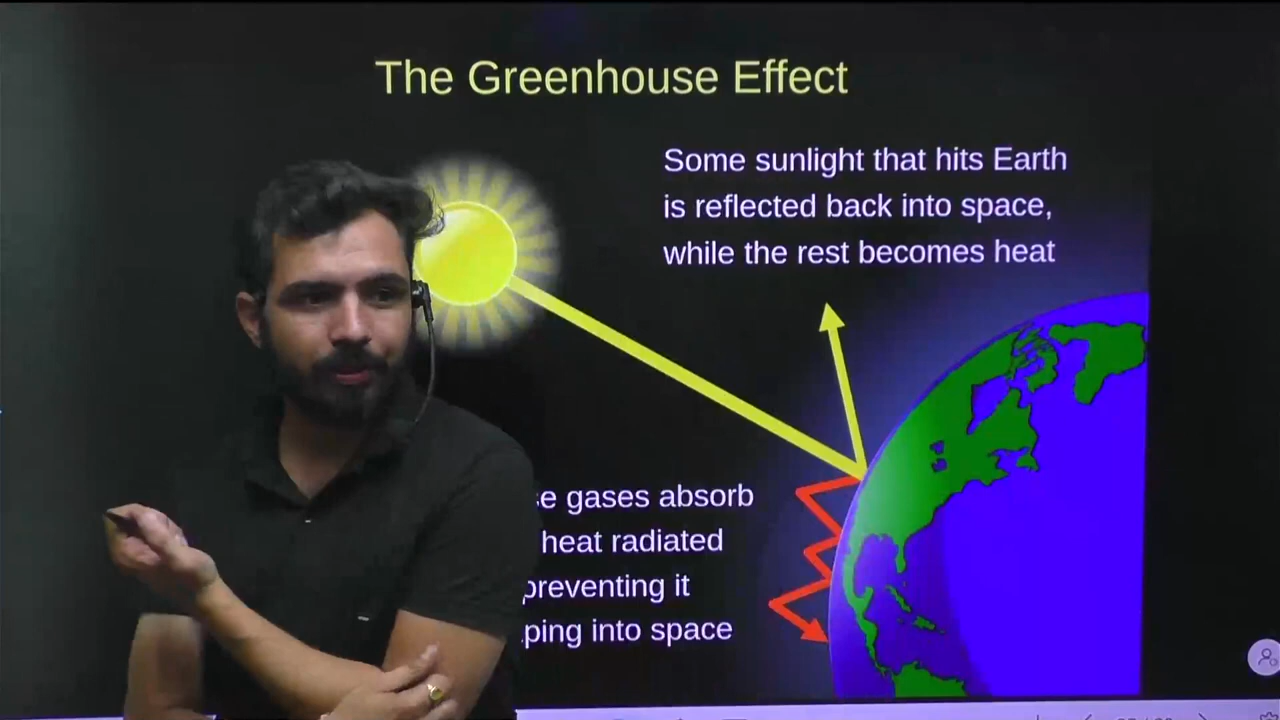 The Greenhouse Effect
Some sunlight that hits Earth
is reflected back into space,
while the rest becomes heat
gases absorb
heat radiated
preventing it
into space